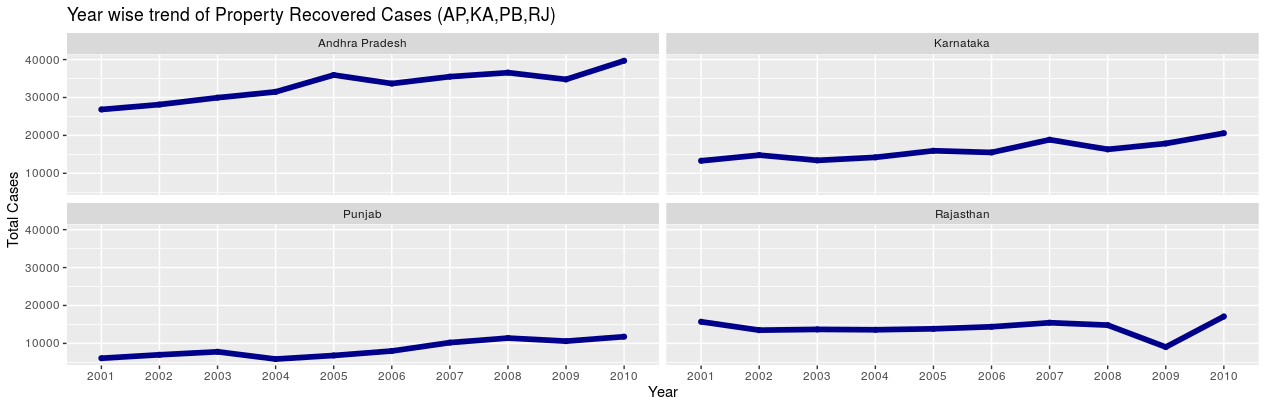 Year wise trend of Property Recovered Cases (AP,KA,PB,RJ)
Andhra Pradesh
Karnataka
40000
30000
20000
10000
Punjab
Rajasthan
40000
30000
20000
10000
Total Cases
2001 2002 2003 2004 2005 2006 2007 2008 2009 2010
2001 2002 2003 2004 2005 2006 2007 2008 2009 2010
Year